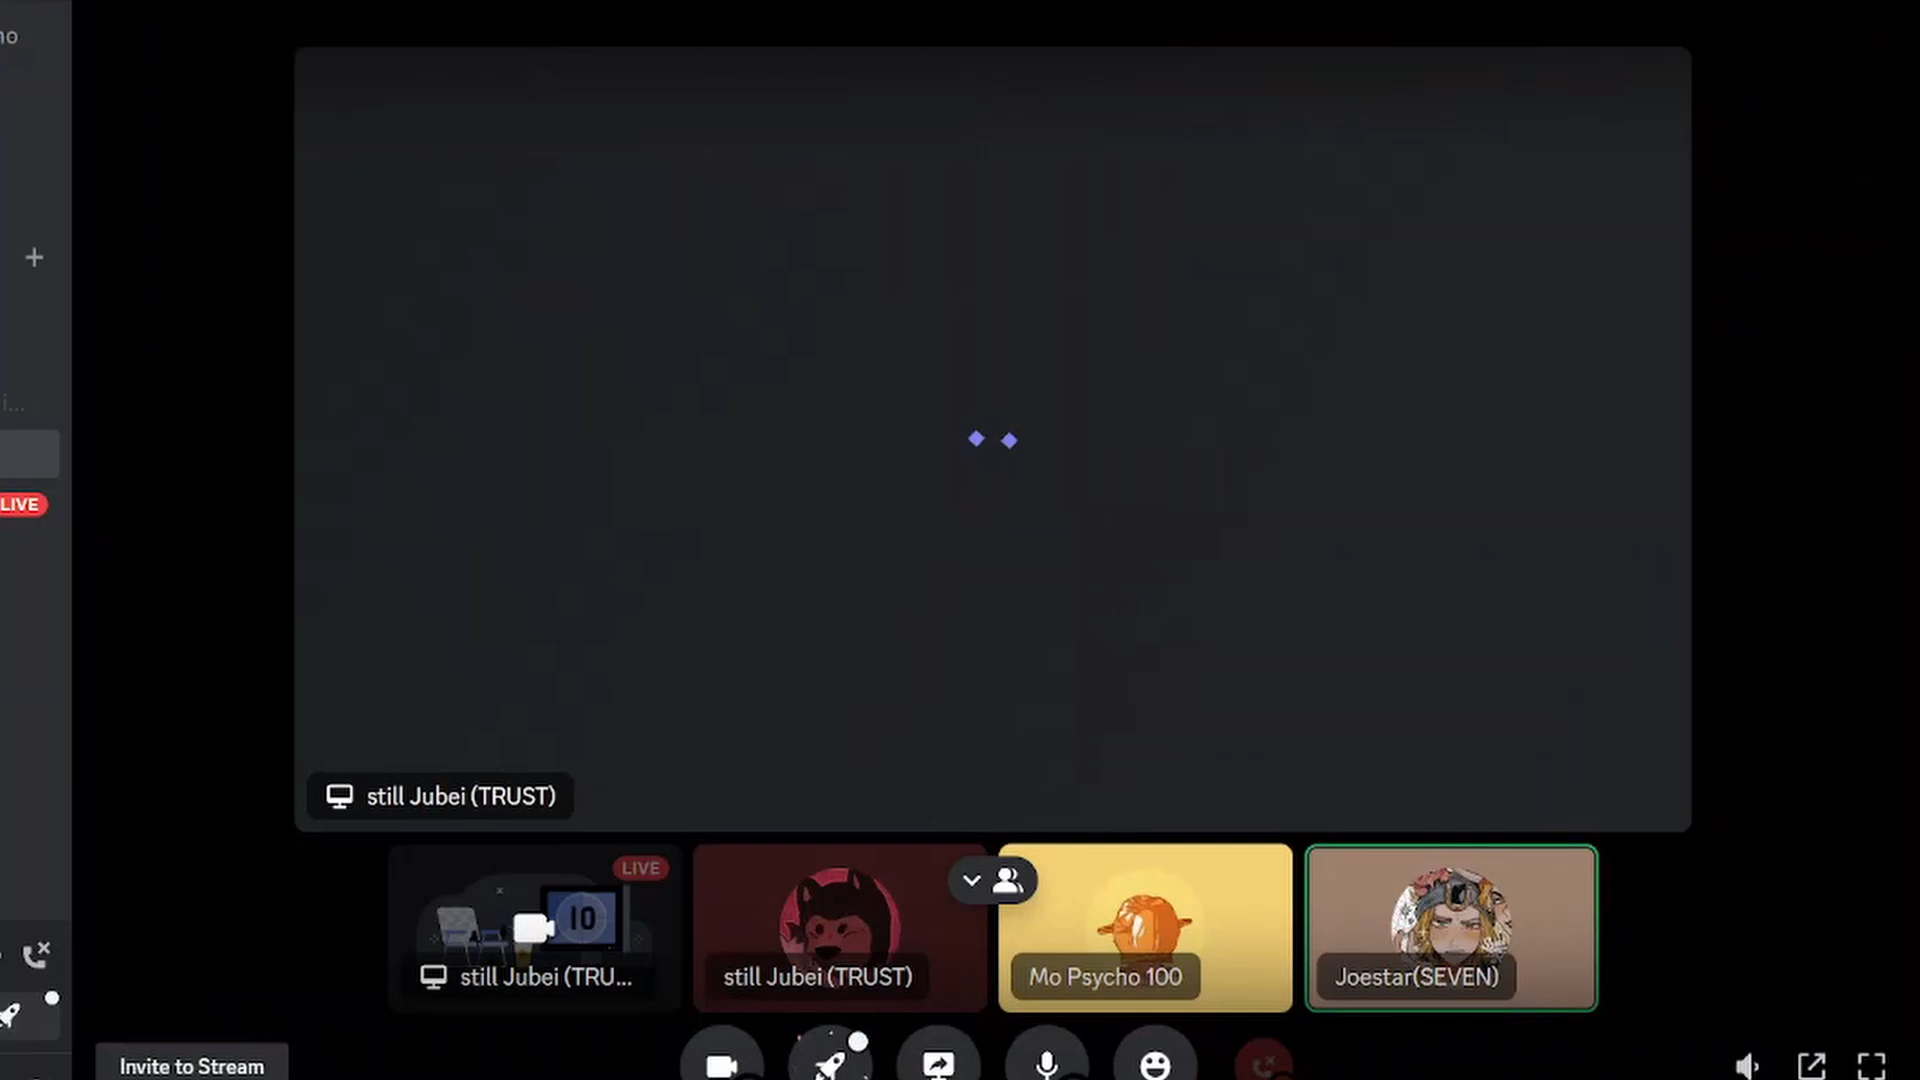 no
i...
LIVE
still Jubei (TRUST)
LIVE
10
still Jubei (TRU...
still Jubei (TRUST)
Mo Psycho 100
Joestar(SEVEN)
Invite to Stream